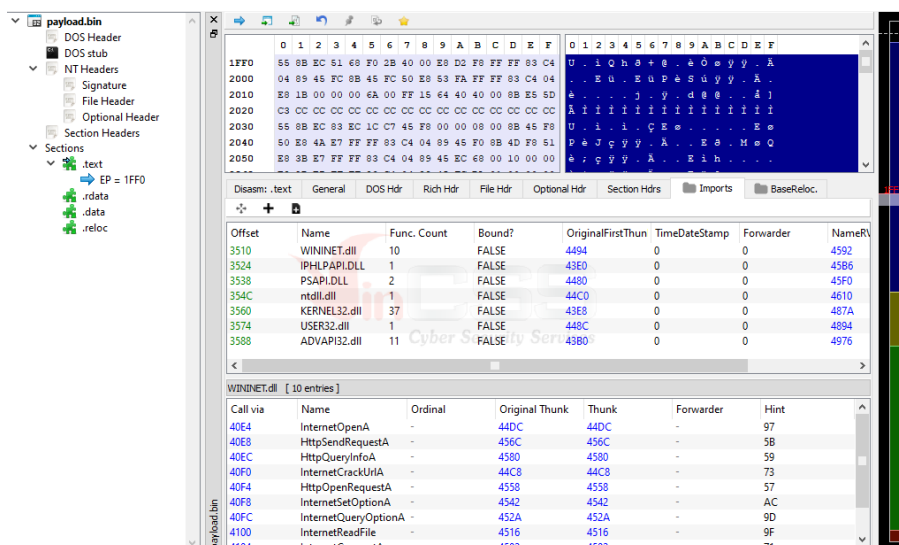 payload.bin
DOS Header
DOS stub
NT Headers
Signature
File Header
Optional Header
Section Headers
Sections
.text
EP = 1FF0
.rdata
.data
.reloc
0 1 2 3 4 5 6 7 8 9 A B C D E F 0 1 2 3 4 5 6 7 8 9 A B C D E F
1FF0 55 8B EC 51 68 F0 2B 40 00 E8 D2 F8 FF FF 83 C4 U . ì Q h ð + @ . è Ò ø ÿ ÿ . Ä
2000 04 89 45 FC 8B 45 FC 50 E8 53 FA FF FF 83 C4 04 . . E ü . E ü P è S ú ÿ ÿ . Ä .
2010 E8 1B 00 00 00 6A 00 FF 15 64 40 40 00 8B E5 5D è . . . . j . ÿ . d @ @ . . å ]
2020 C3 CC CC CC CC CC CC CC CC CC CC CC CC CC CC CC Ã Ì Ì Ì Ì Ì Ì Ì Ì Ì Ì Ì Ì Ì Ì Ì
2030 55 8B EC 83 EC 1C C7 45 F8 00 00 08 00 8B 45 F8 U . ì . ì . Ç E ø . . . . . E ø
2040 50 E8 4A E7 FF FF 83 C4 04 89 45 F0 8B 4D F8 51 P è J ç ÿ ÿ . Ä . . E ð . M ø Q
2050 E8 3B E7 FF FF 83 C4 04 89 45 EC 68 00 10 00 00 è ; ç ÿ ÿ . Ä . . E ì h . . . .
Disasm: .text General DOS Hdr Rich Hdr File Hdr Optional Hdr Section Hdrs Imports BaseReloc.
Offset Name Func. Count Bound? OriginalFirstThun TimeDateStamp Forwarder NameRV
3510 WININET.dll 10 FALSE 4494 0 0 4592
3524 IPHLPAPI.DLL 1 FALSE 43E0 0 0 45B6
3538 PSAPI.DLL 2 FALSE 4480 0 0 45F0
354C ntdll.dll 1 FALSE 44C0 0 0 4610
3560 KERNEL32.dll 37 FALSE 43E8 0 0 487A
3574 USER32.dll 1 FALSE 448C 0 0 4894
3588 ADVAPI32.dll 11 FALSE 43B0 0 0 4976
inCSS
Cyber Security Services
WININET.dll [ 10 entries ]
Call via Name Ordinal Original Thunk Thunk Forwarder Hint
40E4 InternetOpenA - 44DC 44DC - 97
40E8 HttpSendRequestA - 456C 456C - 5B
40EC HttpQueryInfoA - 4580 4580 - 59
40F0 InternetCrackUrlA - 44C8 44C8 - 73
40F4 HttpOpenRequestA - 4558 4558 - 57
40F8 InternetSetOptionA - 4542 4542 - AC
40FC InternetQueryOptionA - 452A 452A - 9D
4100 InternetReadFile - 4516 4516 - 9F